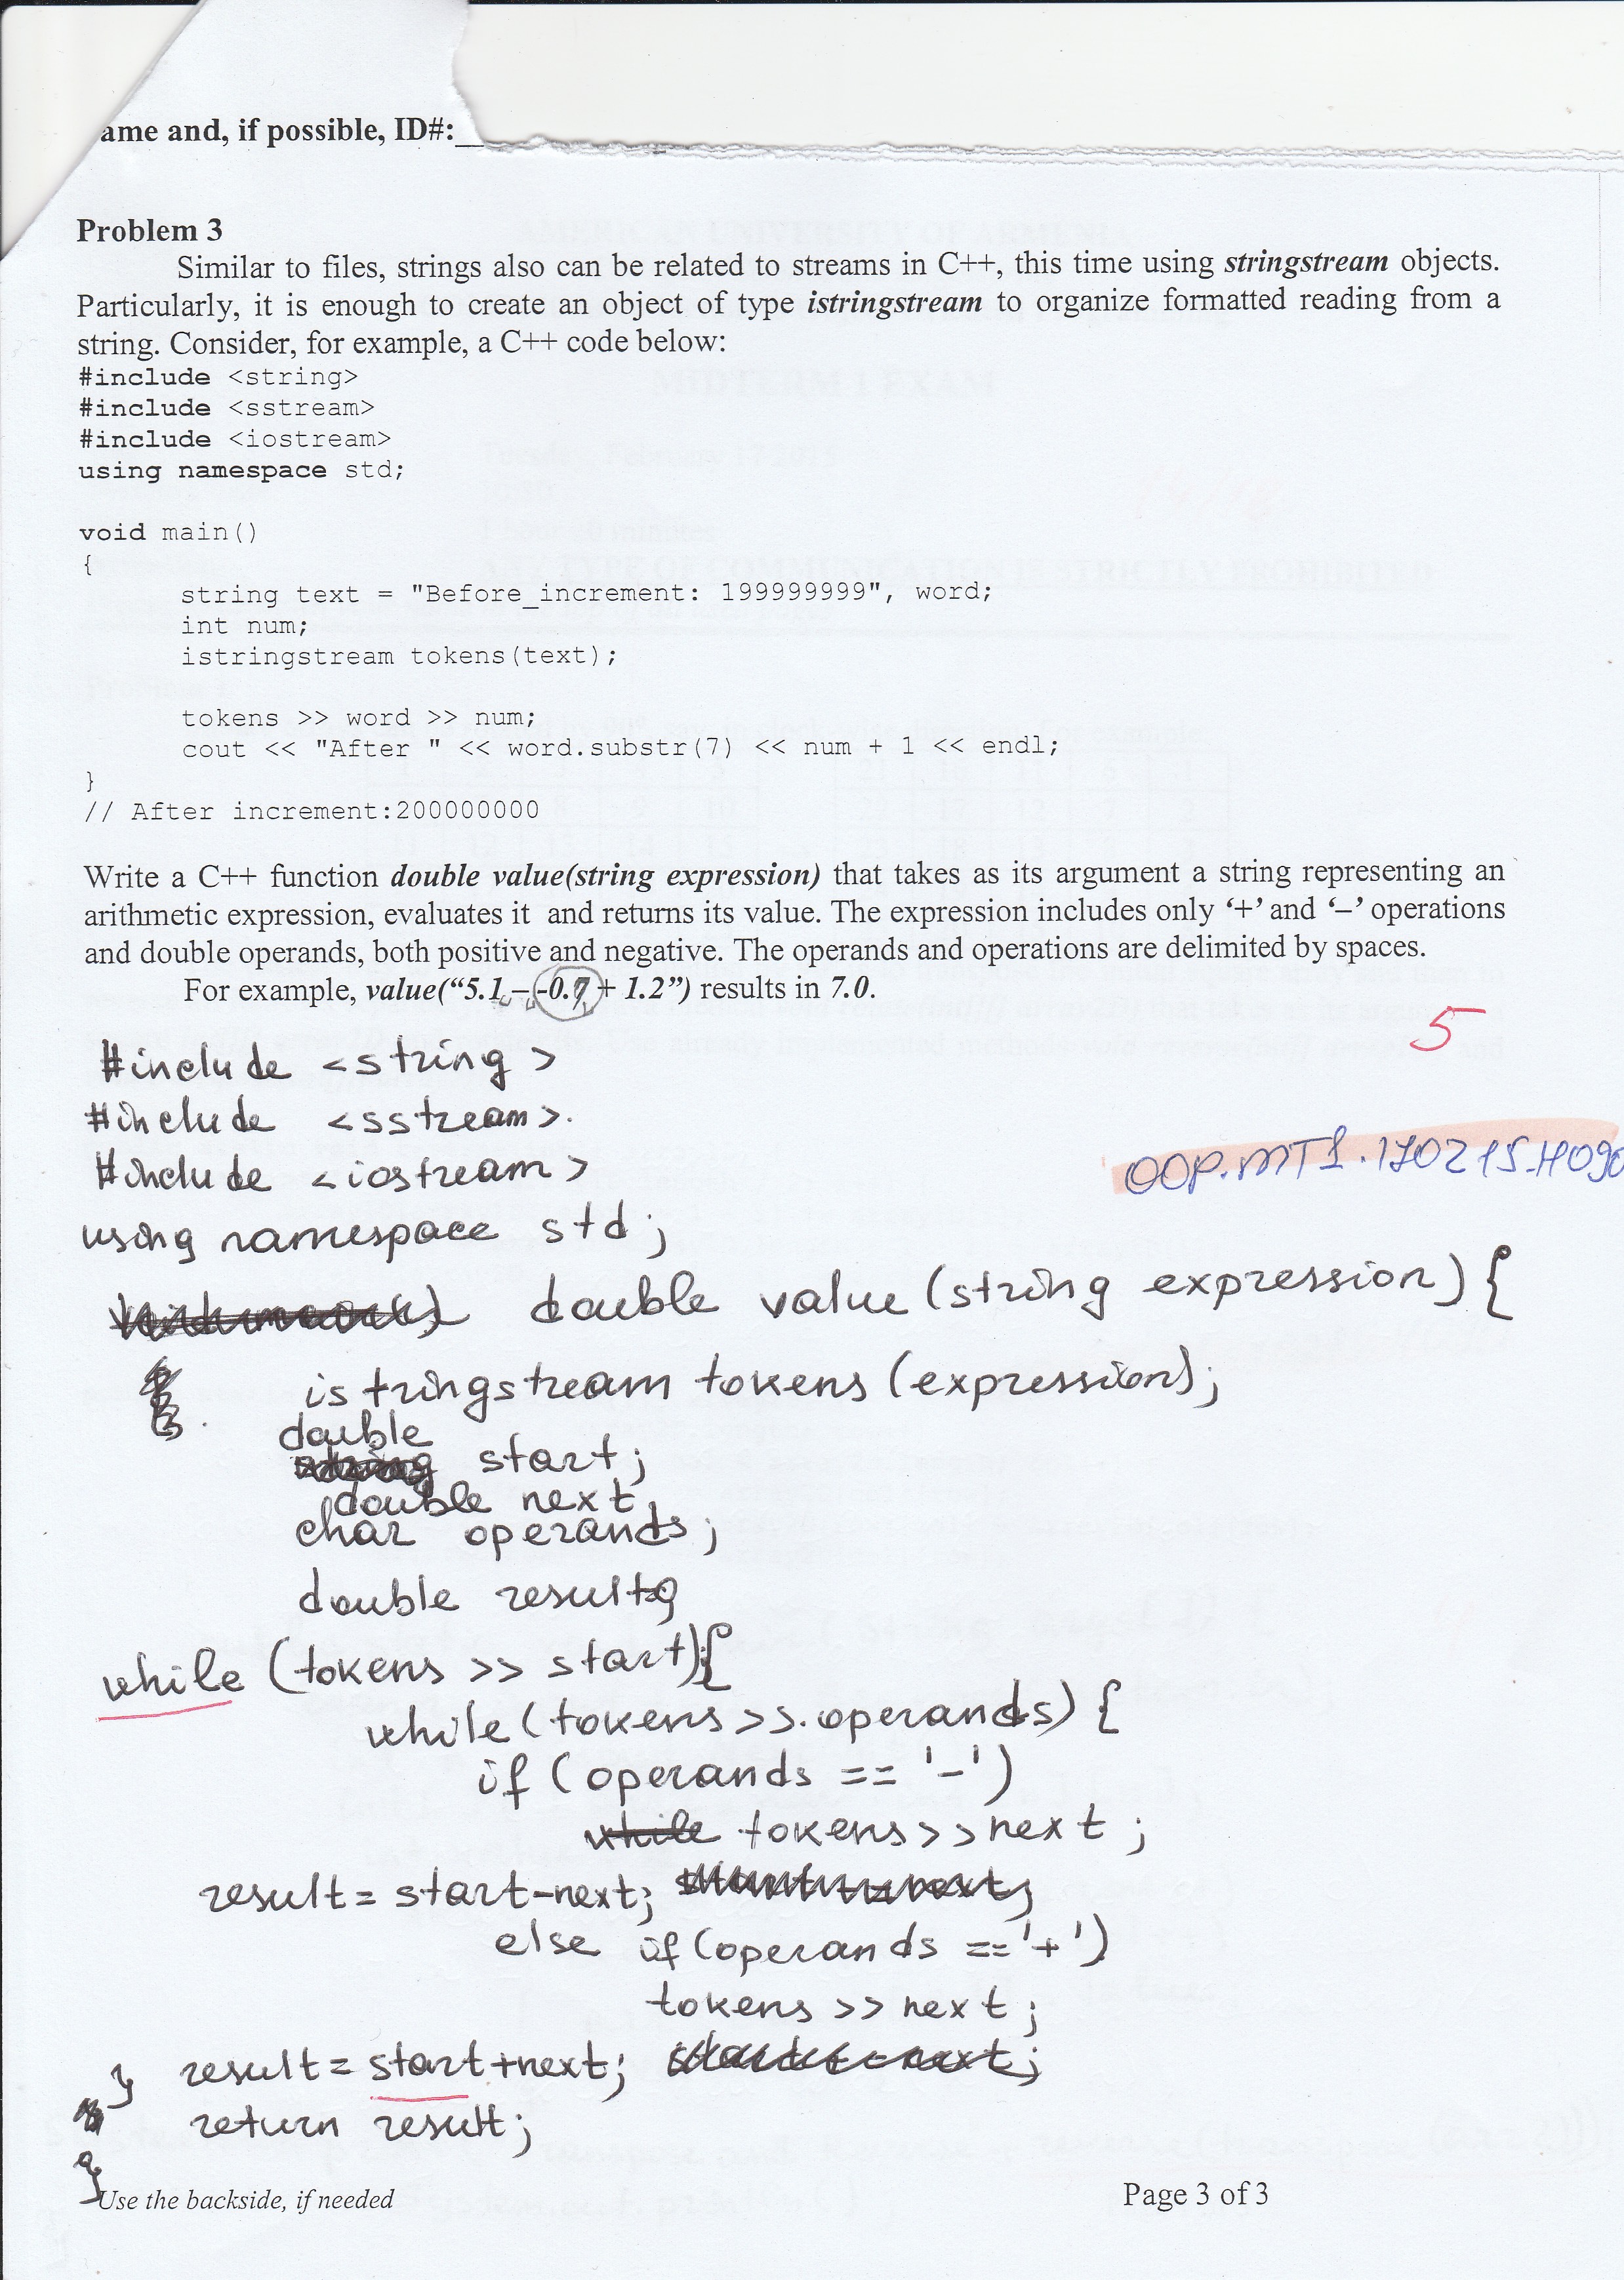 ame and, if possible, ID#:__
Problem 3
Similar to files, strings also can be related to streams in C++, this time using stringstream objects.
Particularly, it is enough to create an object of type istringstream to organize formatted reading from a
string. Consider, for example, a C++ code below:
#include <string>
#include <sstream>
#include <iostream>
using namespace std;
void main()
{
string text = "Before_increment: 199999999", word;
int num;
istringstream tokens(text);
tokens >> word >> num;
cout << "After " << word.substr(7) << num + 1 << endl;
}
// After increment:200000000
Write a C++ function double value(string expression) that takes as its argument a string representing an
arithmetic expression, evaluates it and returns its value. The expression includes only ‘+’ and ‘–’ operations
and double operands, both positive and negative. The operands and operations are delimited by spaces.
For example, value(“5.1 – -0.7 + 1.2”) results in 7.0.
5
#include <string>
#include <sstream>.
#include <iostream>
OOP.MT1.170215.H090
using namespace std;
double value (string expression) {
istringstream tokens (expression);
double
start;
double next;
char operands;
double result;
while (tokens >> start){
while (tokens >> operands) {
if (operands == '-')
while tokens >> next;
result = start-next;
else if (operands == '+')
tokens >> next;
} result = start+next;
return result;
}
Use the backside, if needed
Page 3 of 3